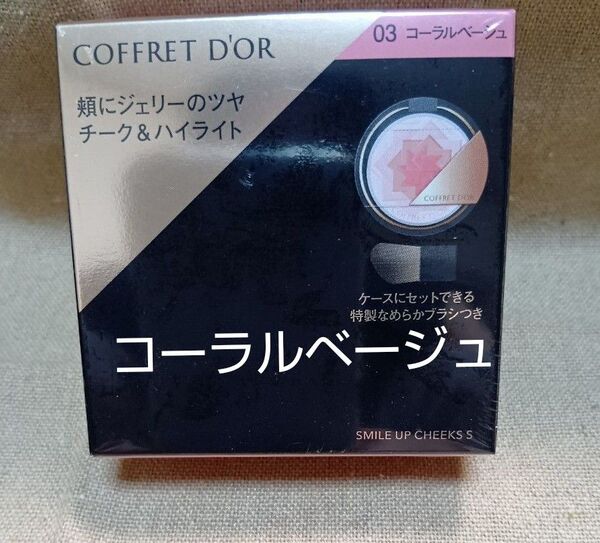 COFFRET D'OR
03 コーラルベージュ
頬にジェリーのツヤ
チーク＆ハイライト
COFFRET D'OR
ケースにセットできる
特製なめらかブラシつき
コーラルベージュ
SMILE UP CHEEKS S